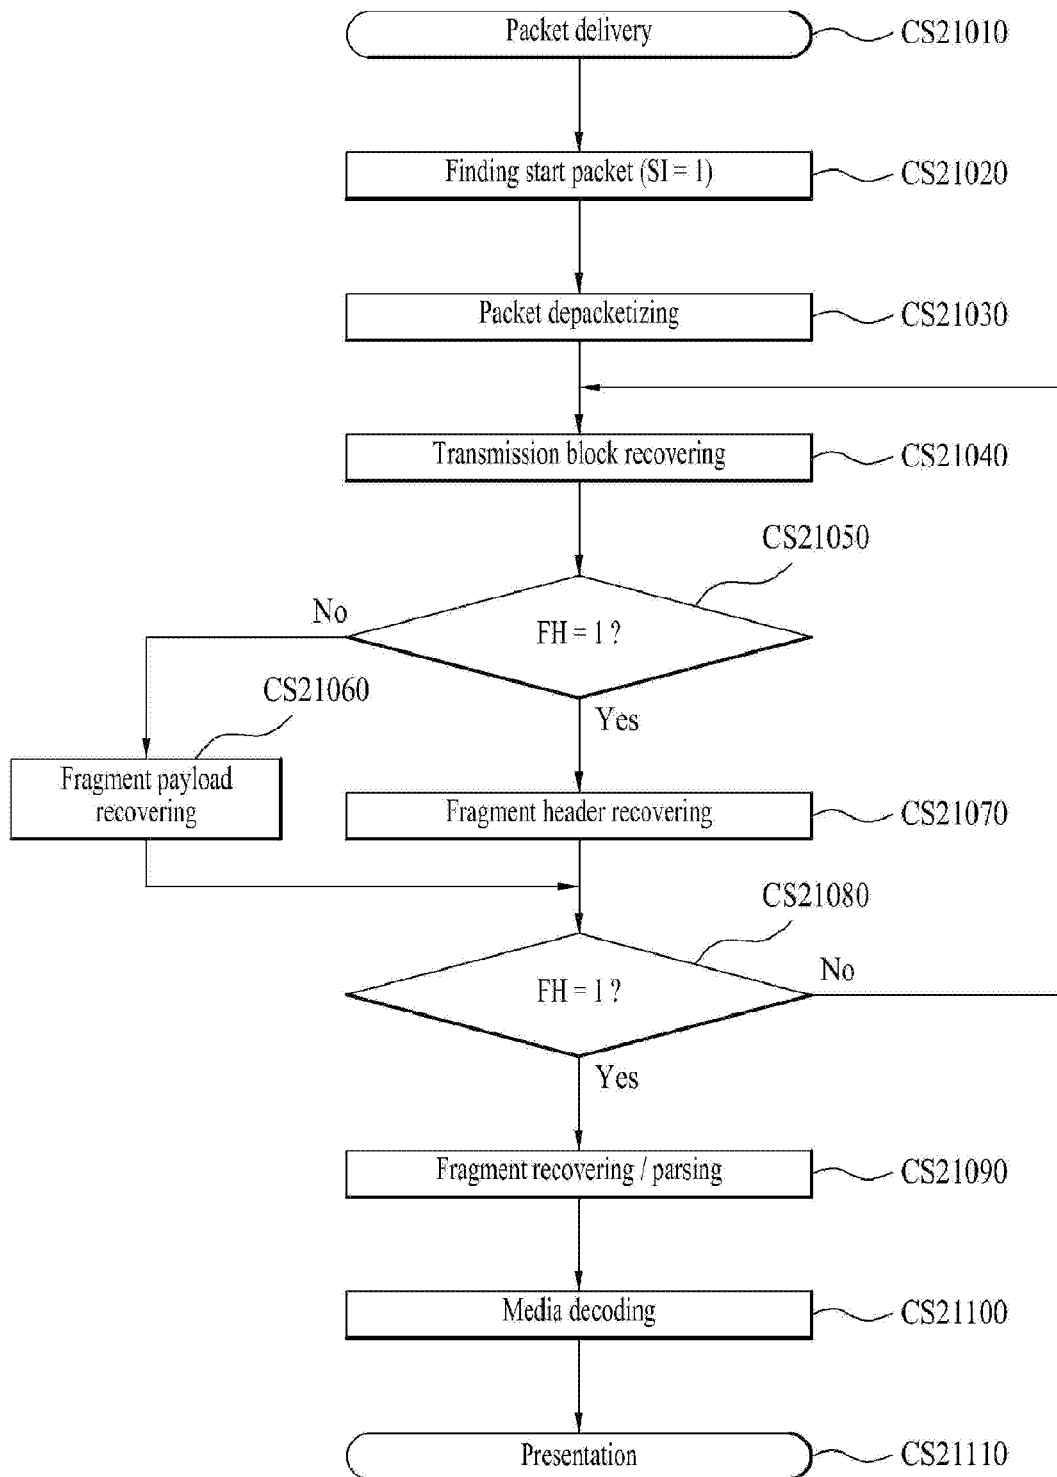 Packet delivery
CS21010
Finding start packet (SI = 1)
CS21020
Packet depacketizing
CS21030
Transmission block recovering
CS21040
CS21050
No
FH = 1 ?
CS21060
Yes
Fragment payload
recovering
Fragment header recovering
CS21070
CS21080
No
FH = 1 ?
Yes
Fragment recovering / parsing
CS21090
Media decoding
CS21100
Presentation
CS21110